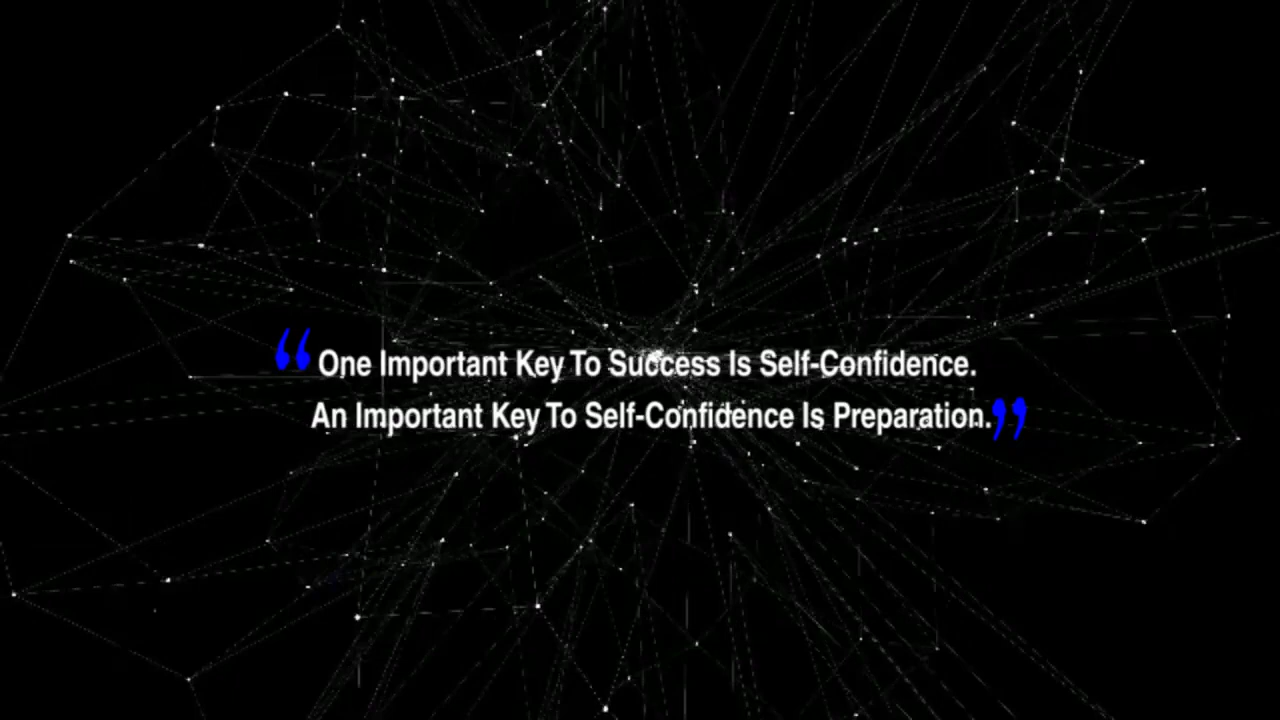 “One Important Key To Success Is Self-Confidence.
An Important Key To Self-Confidence Is Preparation.”